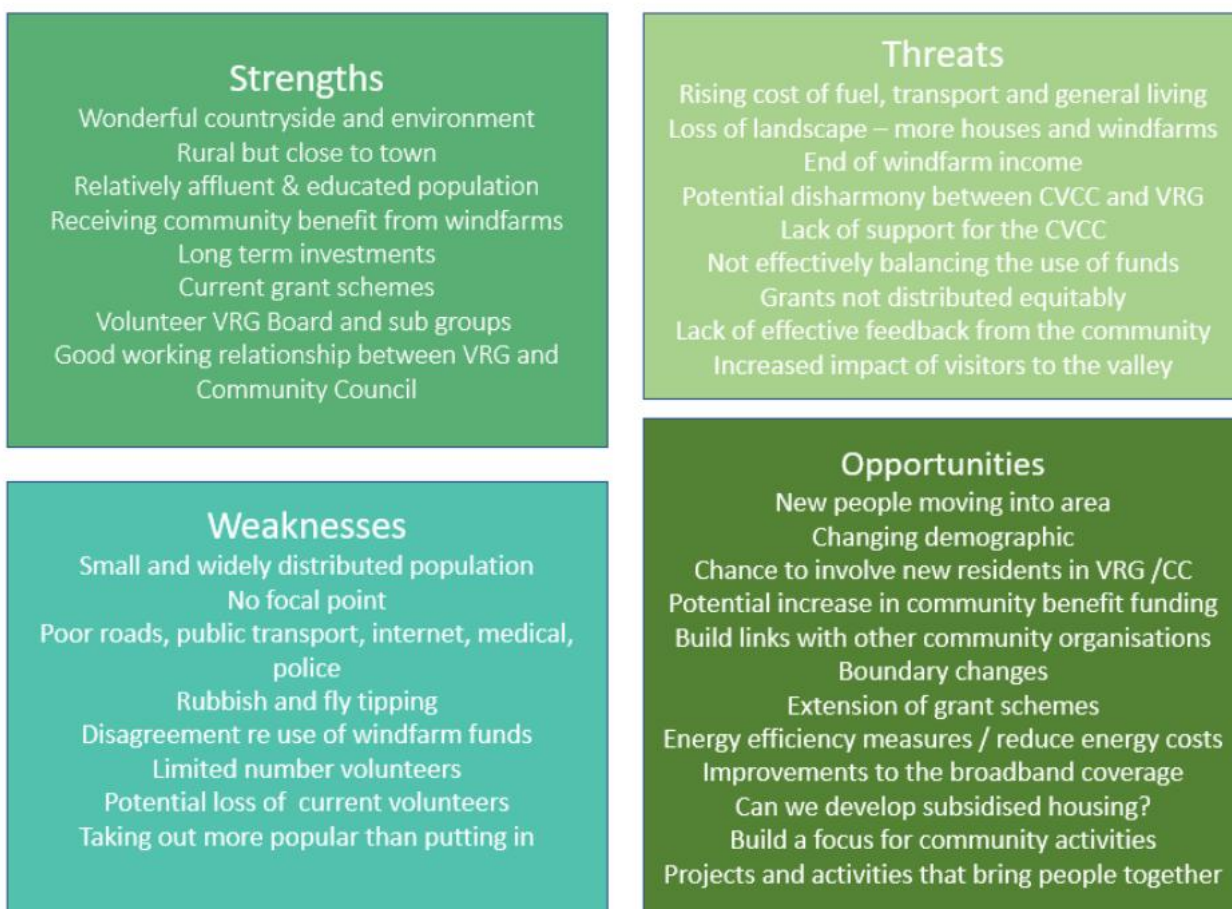 Strengths
Wonderful countryside and environment
Rural but close to town
Relatively affluent & educated population
Receiving community benefit from windfarms
Long term investments
Current grant schemes
Volunteer VRG Board and sub groups
Good working relationship between VRG and
Community Council
Threats
Rising cost of fuel, transport and general living
Loss of landscape – more houses and windfarms
End of windfarm income
Potential disharmony between CVCC and VRG
Lack of support for the CVCC
Not effectively balancing the use of funds
Grants not distributed equitably
Lack of effective feedback from the community
Increased impact of visitors to the valley
Weaknesses
Small and widely distributed population
No focal point
Poor roads, public transport, internet, medical,
police
Rubbish and fly tipping
Disagreement re use of windfarm funds
Limited number volunteers
Potential loss of current volunteers
Taking out more popular than putting in
Opportunities
New people moving into area
Changing demographic
Chance to involve new residents in VRG /CC
Potential increase in community benefit funding
Build links with other community organisations
Boundary changes
Extension of grant schemes
Energy efficiency measures / reduce energy costs
Improvements to the broadband coverage
Can we develop subsidised housing?
Build a focus for community activities
Projects and activities that bring people together